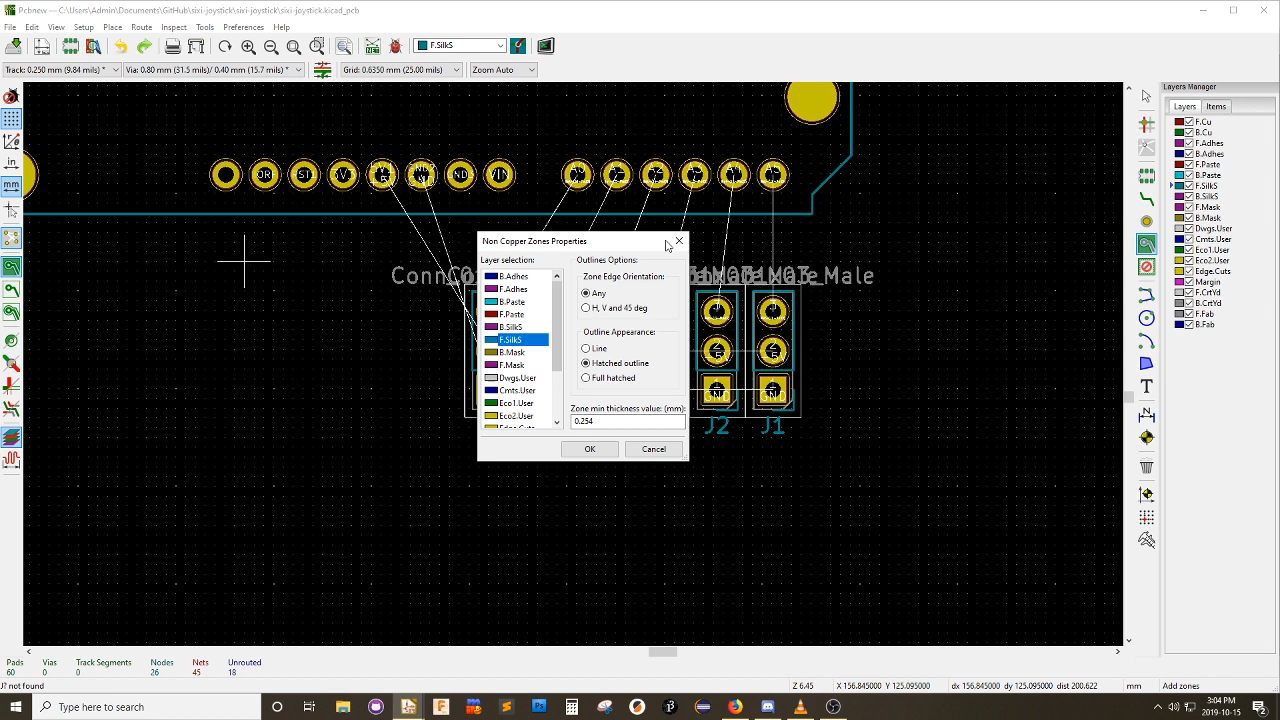 Pcbnew — C:\Users\Admin\Documents\GitHub\sixi-joystick\sixi-joystick\sixi-joystick.kicad_pcb
File Edit View Setup Place Route Inspect Tools Preferences Help
F.SilkS
Track: 0.250 mm (9.84 mils) * Via: 0.80 mm (31.5 mils)/ 0.40 mm (15.7 mils) * Grid: 0.6350 mm (25.00 mils) Zoom Auto
Layers Manager
Layers Items
F.Cu
B.Cu
F.Adhes
B.Adhes
F.Paste
B.Paste
F.SilkS
B.SilkS
F.Mask
B.Mask
Dwgs.User
Cmts.User
Eco1.User
Eco2.User
Edge.Cuts
Margin
F.CrtYd
B.CrtYd
F.Fab
B.Fab
in
mm
Non Copper Zones Properties
Layer selection:
B.Adhes
F.Adhes
B.Paste
F.Paste
B.SilkS
F.SilkS
B.Mask
F.Mask
Dwgs.User
Cmts.User
Eco1.User
Eco2.User
Edge.Cuts
Outlines Options:
Zone Edge Orientation:
Any
H, V and 45 deg
Outline Appearance:
Line
Hatched outline
Full hatched
Zone min thickness value: (mm):
0.254
OK Cancel
_Male
GND GND
J2 J1
Pads Vias Track Segments Nodes Nets Unrouted
60 0 0 26 45 18
J? not found Z 6.45 X 156.845000 Y 125.095000 dx 156.845000 dy 125.095000 dist 200.622 mm Add zones
Type here to search
3:04 PM
2019-10-15